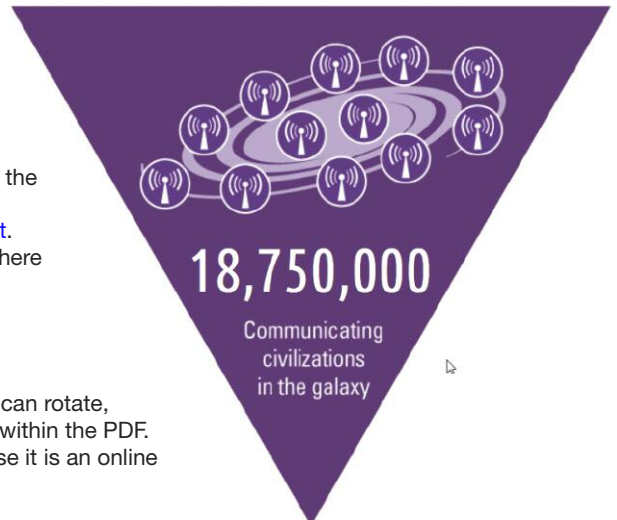 the
t.
here
18,750,000
Communicating
civilizations
in the galaxy
can rotate,
within the PDF.
se it is an online